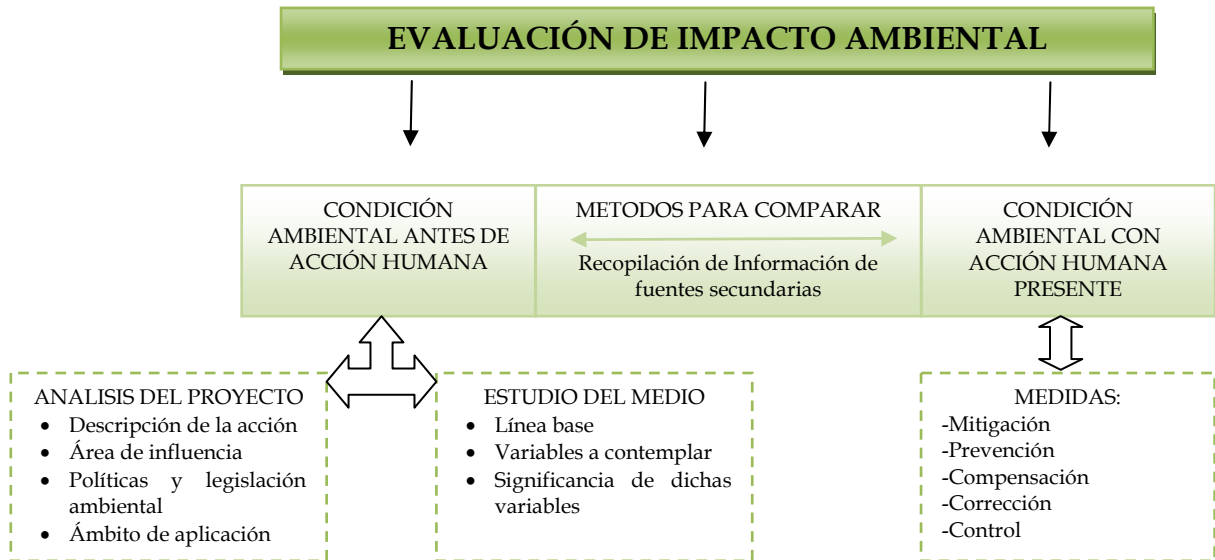 EVALUACIÓN DE IMPACTO AMBIENTAL
CONDICIÓN
AMBIENTAL ANTES DE
ACCIÓN HUMANA
METODOS PARA COMPARAR
Recopilación de Información de
fuentes secundarias
CONDICIÓN
AMBIENTAL CON
ACCIÓN HUMANA
PRESENTE
ANALISIS DEL PROYECTO
• Descripción de la acción
• Área de influencia
• Políticas y legislación
ambiental
• Ámbito de aplicación
ESTUDIO DEL MEDIO
• Línea base
• Variables a contemplar
• Significancia de dichas
variables
MEDIDAS:
-Mitigación
-Prevención
-Compensación
-Corrección
-Control